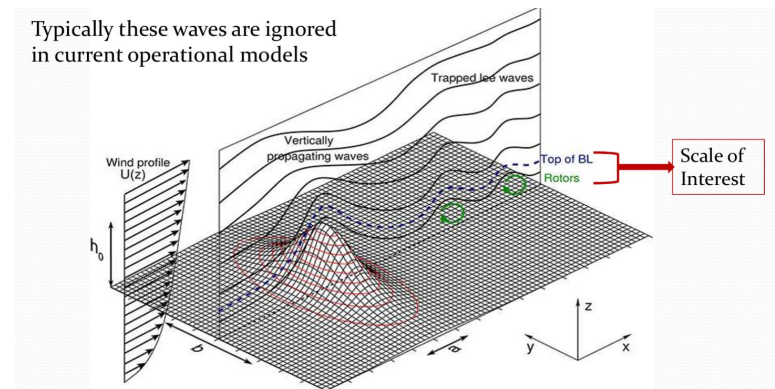 Typically these waves are ignored
in current operational models
Trapped lee waves
Vertically
propagating waves
Wind profile
U(z)
Top of BL
Rotors
Scale of
Interest
h₀
b
a
z
y
x